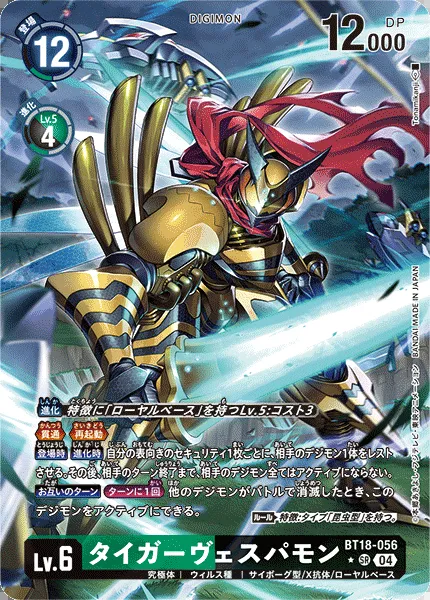 登場
12
DIGIMON
DP
12000
進化
Lv.5
4
Tonamikanji
BANDAI MADE IN JAPAN
進化 特徴に「ローヤルベース」を持つLv.5:コスト3
貫通 再起動
登場時 進化時 自分の表向きのセキュリティ1枚ごとに、相手のデジモン1体をレスト
させる。その後、相手のターン終了まで、相手のデジモン全てはアクティブにならない。
お互いのターン ターンに1回 他のデジモンがバトルで消滅したとき、この
デジモンをアクティブにできる。
ルール 特徴:タイプ「昆虫型」を持つ。
Lv.6
タイガーヴェスパモン
BT18-056
SR 04
究極体 | ウィルス種 | サイボーグ型/X抗体/ローヤルベース